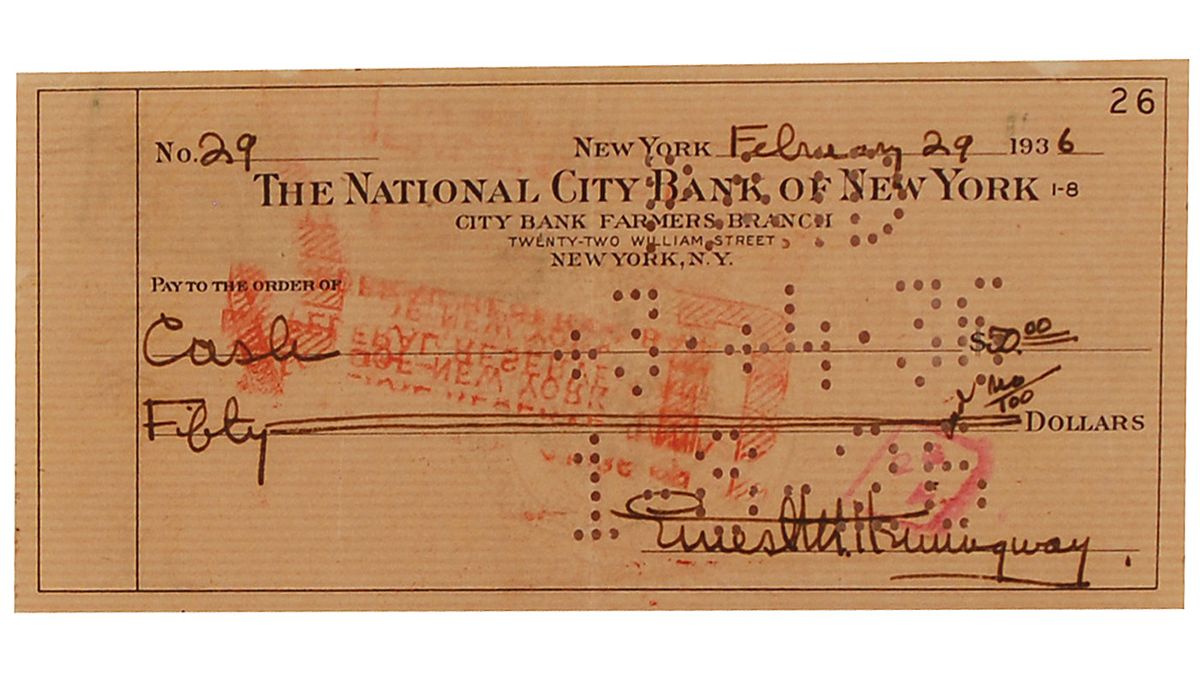 26
No. 29 NEW YORK February 29 1936
THE NATIONAL CITY BANK OF NEW YORK 1-8
CITY BANK FARMERS BRANCH
TWENTY-TWO WILLIAM STREET
NEW YORK, N.Y.
PAY TO THE ORDER OF
Cash $50.00
Fifty no/100 DOLLARS
Ernest M. Hemingway